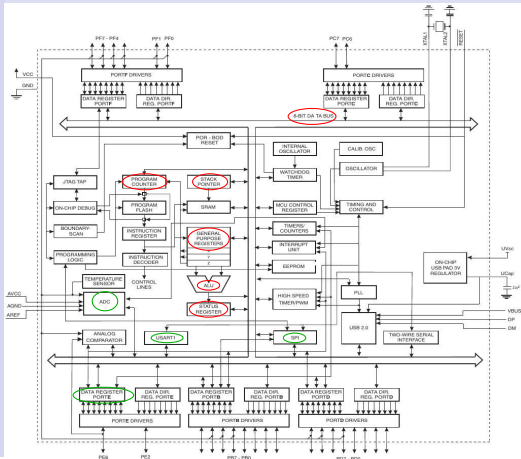 XTAL1
XTAL2
RESET
PF7 - PF4
PF1
PF0
PC7
PC6
VCC
GND
PORTF DRIVERS
PORTC DRIVERS
DATA REGISTER
PORTF
DATA DIR.
REG. PORTF
DATA REGISTER
PORTC
DATA DIR.
REG. PORTC
8-BIT DA TA BUS
POR - BOD
RESET
INTERNAL
OSCILLATOR
CALIB. OSC
WATCHDOG
TIMER
OSCILLATOR
JTAG TAP
PROGRAM
COUNTER
STACK
POINTER
ON-CHIP DEBUG
PROGRAM
FLASH
SRAM
MCU CONTROL
REGISTER
TIMING AND
CONTROL
BOUNDARY-
SCAN
INSTRUCTION
REGISTER
GENERAL
PURPOSE
REGISTERS
TIMERS/
COUNTERS
INTERRUPT
UNIT
PROGRAMMING
LOGIC
INSTRUCTION
DECODER
Y
Z
EEPROM
ON-CHIP
USB PAD 3V
REGULATOR
UVcc
TEMPERATURE
SENSOR
CONTROL
LINES
ALU
PLL
UCap
1uF
AVCC
AGND
AREF
ADC
STATUS
REGISTER
HIGH SPEED
TIMER/PWM
VBUS
DP
DM
ANALOG
COMPARATOR
USART1
SPI
USB 2.0
TWO-WIRE SERIAL
INTERFACE
DATA REGISTER
PORTE
DATA DIR.
REG. PORTE
DATA REGISTER
PORTB
DATA DIR.
REG. PORTB
DATA REGISTER
PORTD
DATA DIR.
REG. PORTD
PORTE DRIVERS
PORTB DRIVERS
PORTD DRIVERS
PE6
PE2
PB7 - PB0
PD7 - PD0